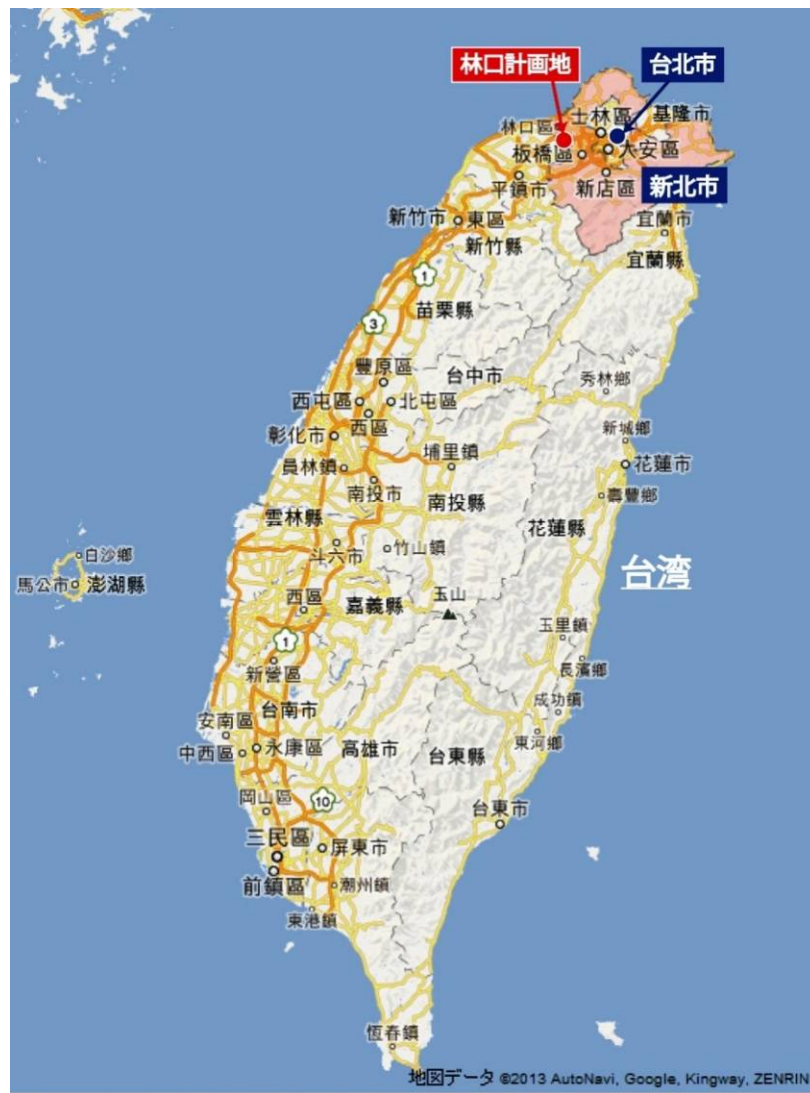 林口計画地
台北市
士林區
基隆市
林口區
板橋區
大安區
平鎮市
新店區
新北市
新竹市
東區
宜蘭市
新竹縣
宜蘭縣
1
苗栗縣
3
豐原區
台中市
秀林鄉
西屯區
北屯區
西區
新城鄉
彰化市
埔里鎮
花蓮市
員林鎮
南投市
南投縣
壽豐鄉
雲林縣
花蓮縣
斗六市
竹山鎮
白沙鄉
台湾
馬公市
澎湖縣
玉山
西區
嘉義縣
玉里鎮
1
新營區
長濱鄉
台南市
成功鎮
安南區
中西區
永康區
高雄市
台東縣
東河鄉
岡山區
10
台東市
三民區
屏東市
前鎮區
潮州鎮
東港鎮
恆春鎮
地図データ ©2013 AutoNavi, Google, Kingway, ZENRIN